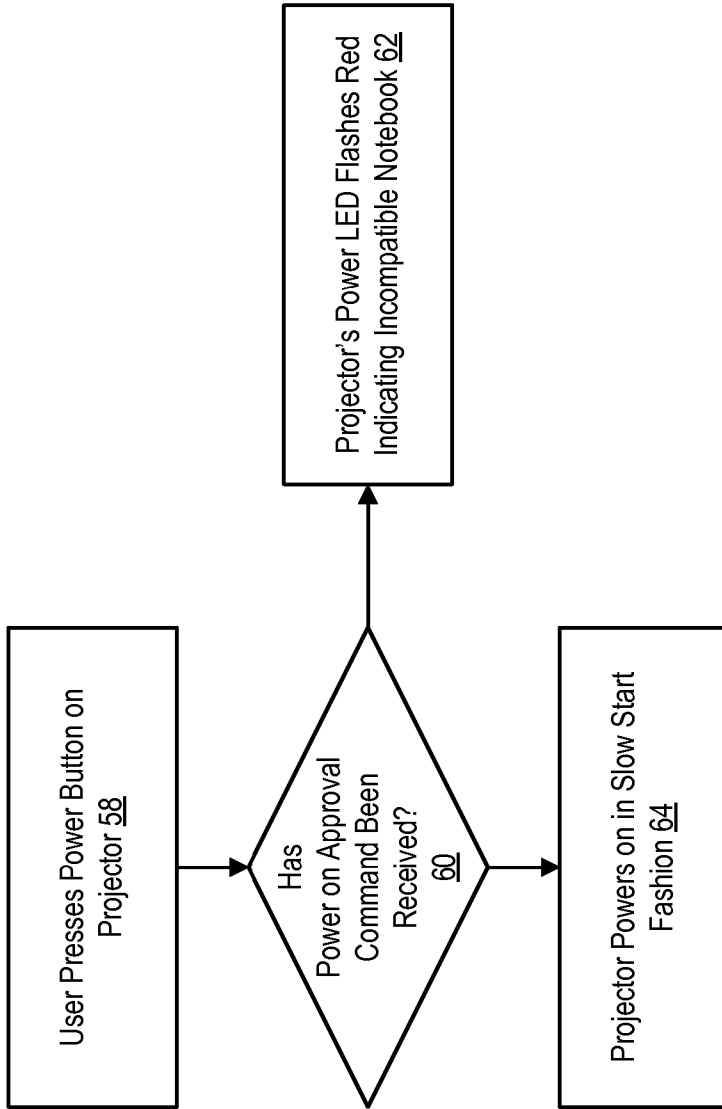 User Presses Power Button on
Projector 58
Has
Power on Approval
Command Been
Received?
60
Projector's Power LED Flashes Red
Indicating Incompatible Notebook 62
Projector Powers on in Slow Start
Fashion 64